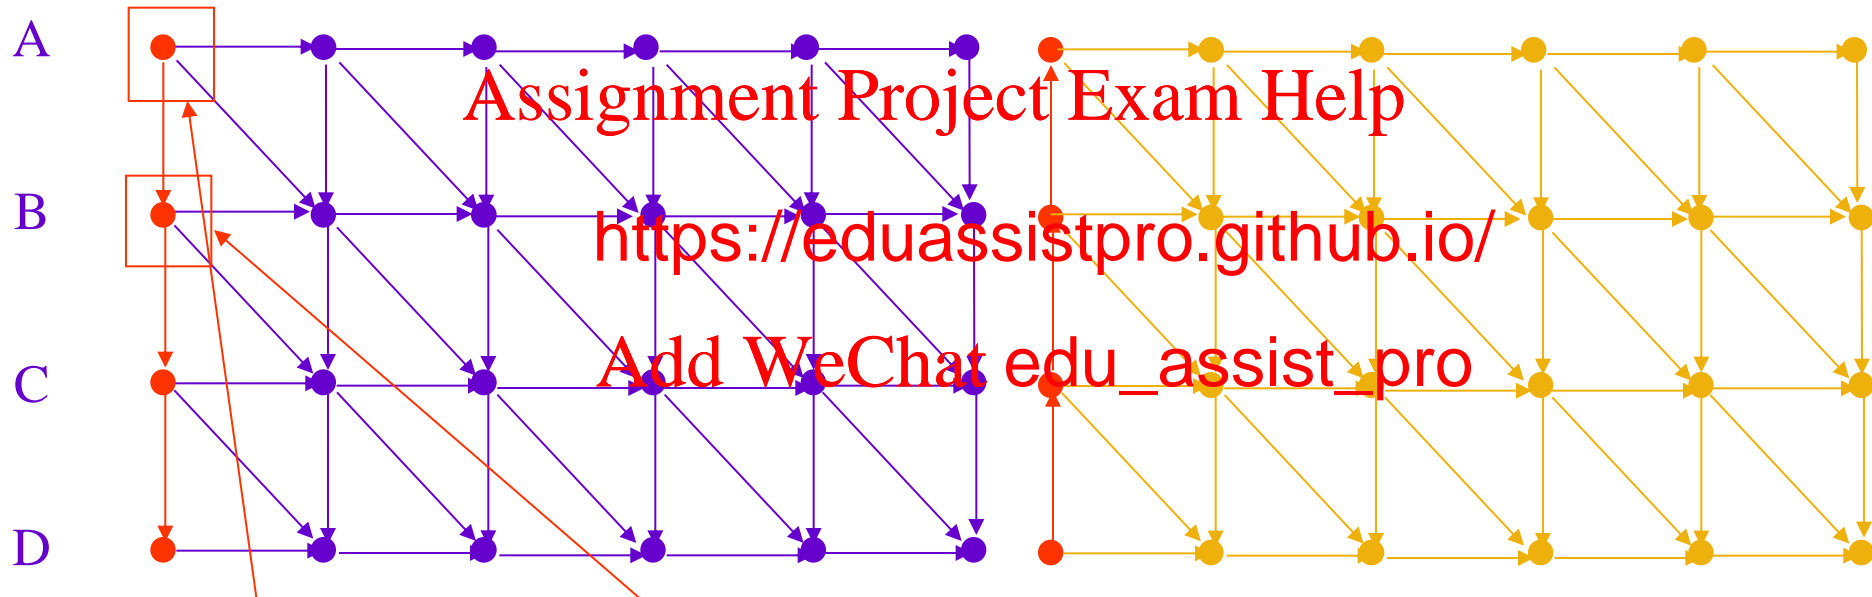 A
Assignment Project Exam Help
B
https://eduassistpro.github.io/
C
Add WeChat edu_assist_pro
D